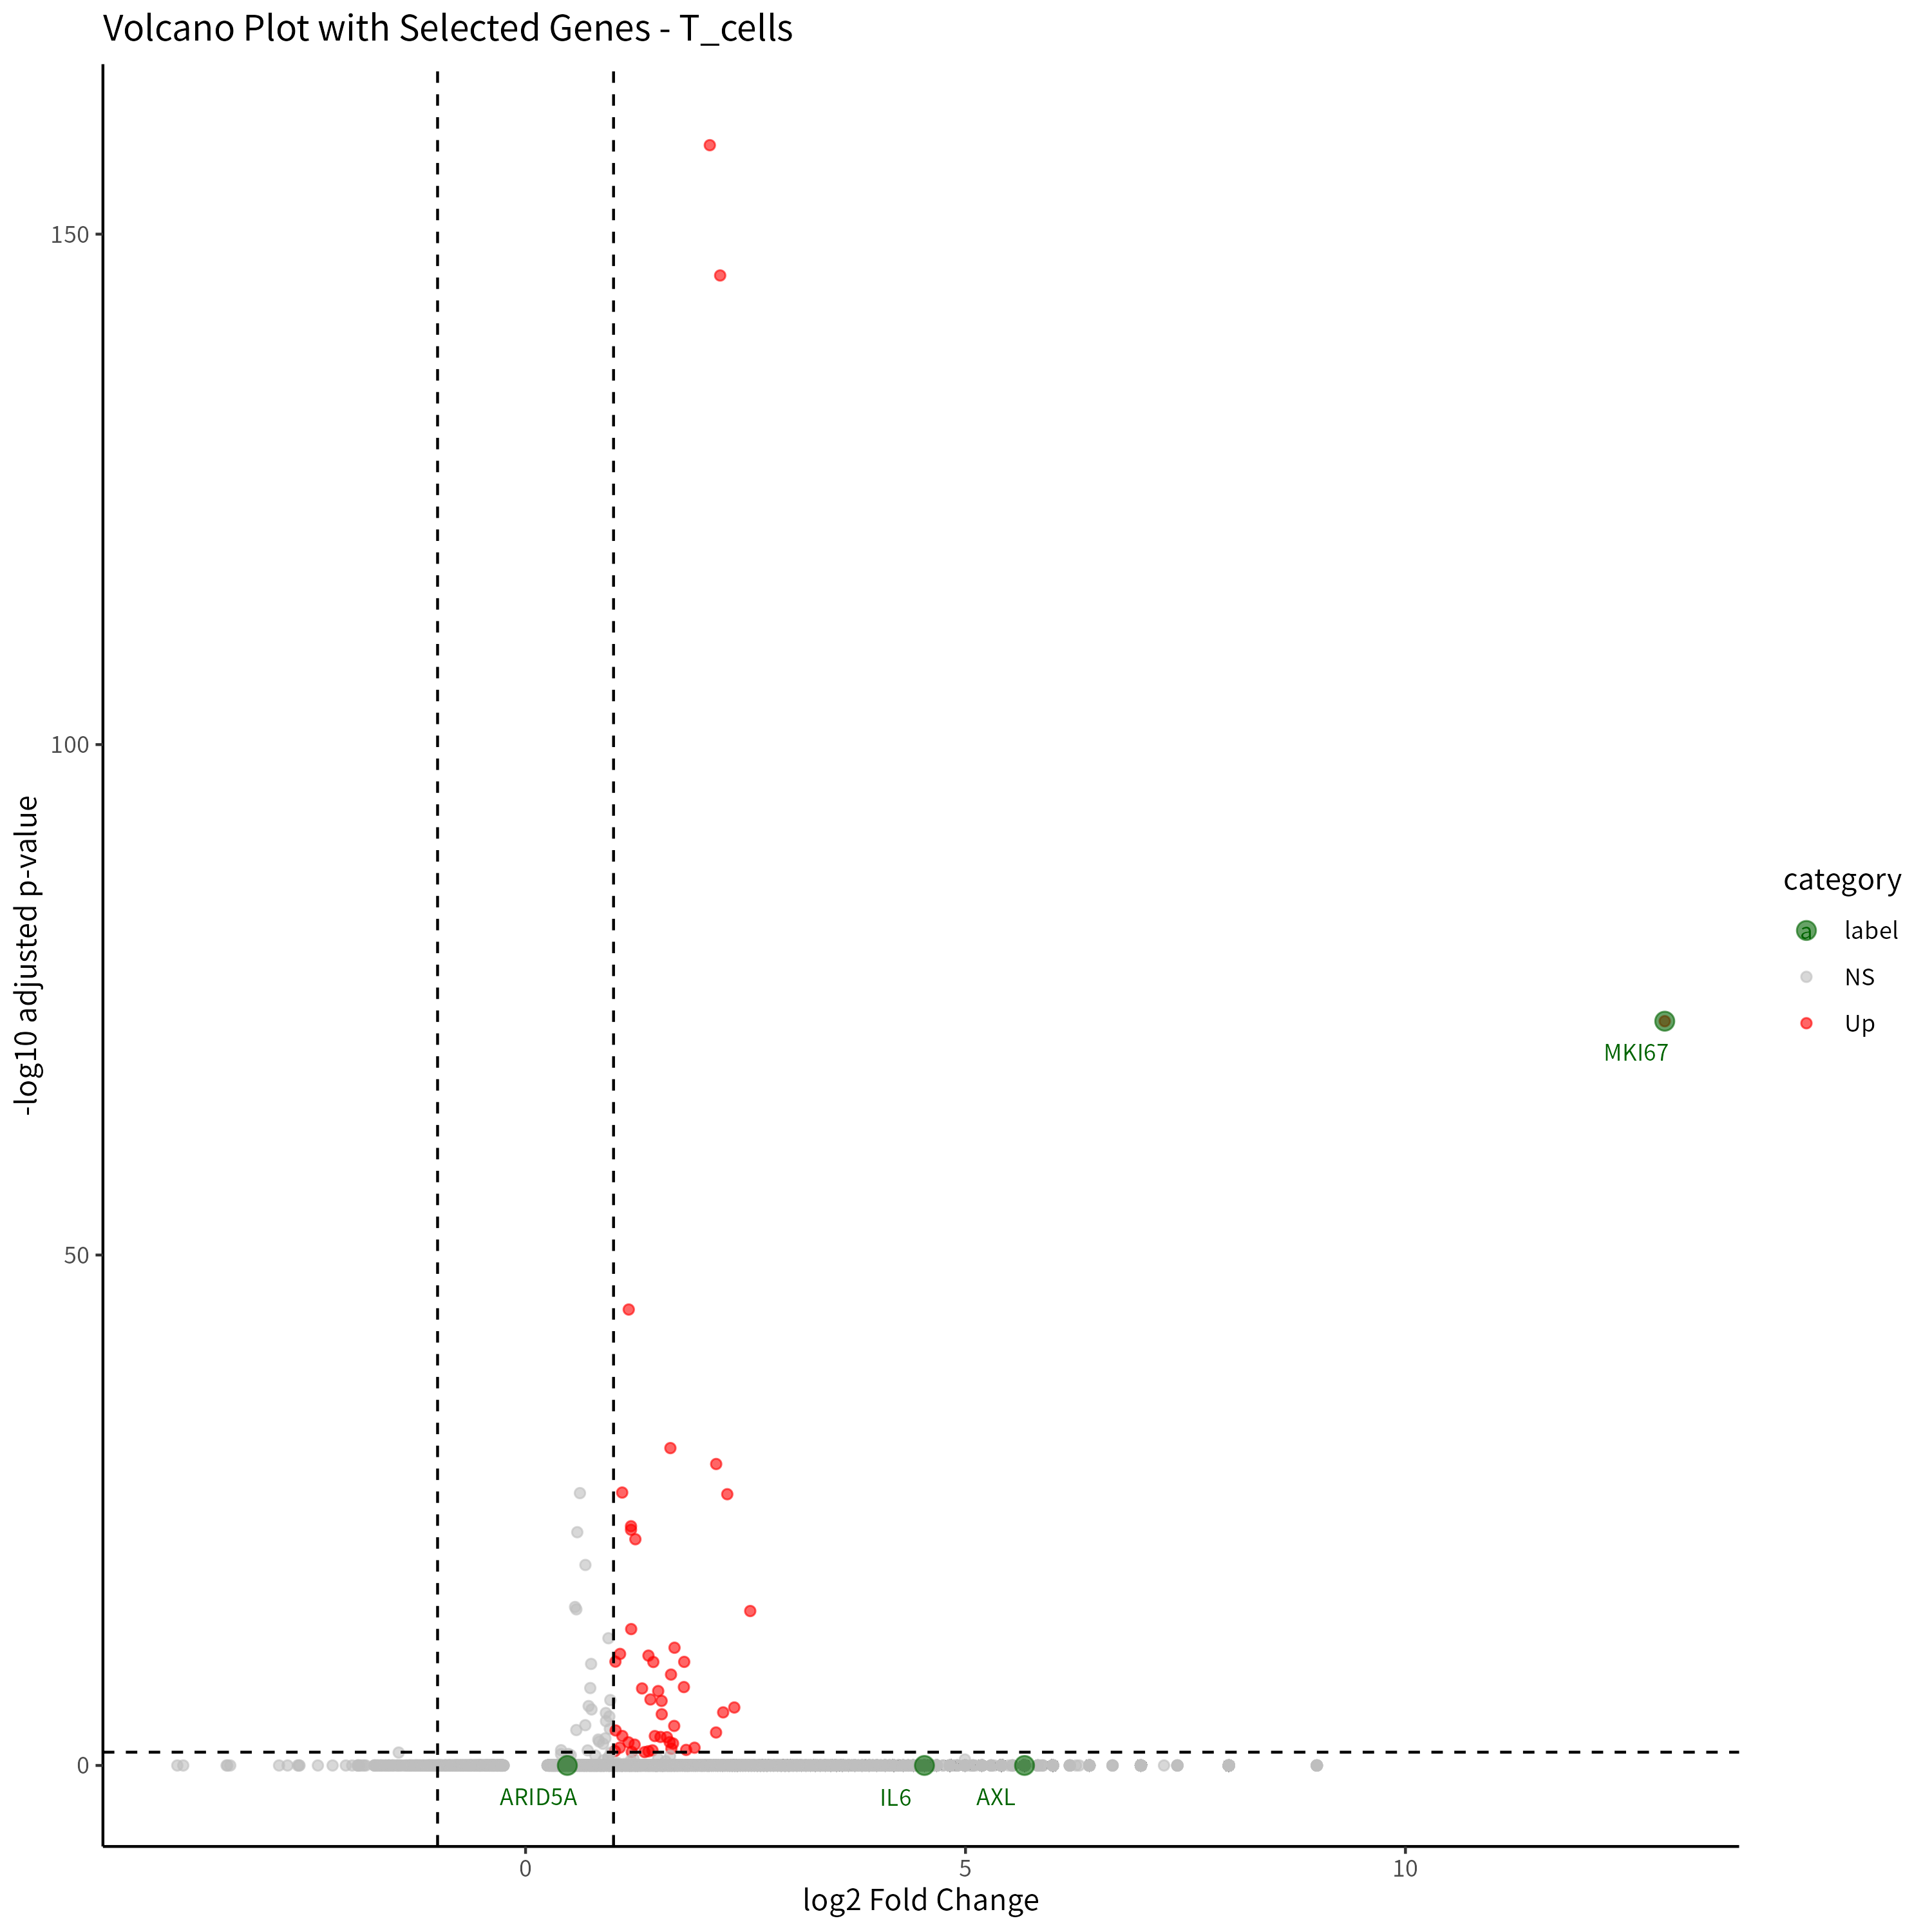 Volcano Plot with Selected Genes - T_cells
150
100
50
0
-log10 adjusted p-value
0
5
10
log2 Fold Change
MKI67
ARID5A
IL6
AXL
category
a label
NS
Up